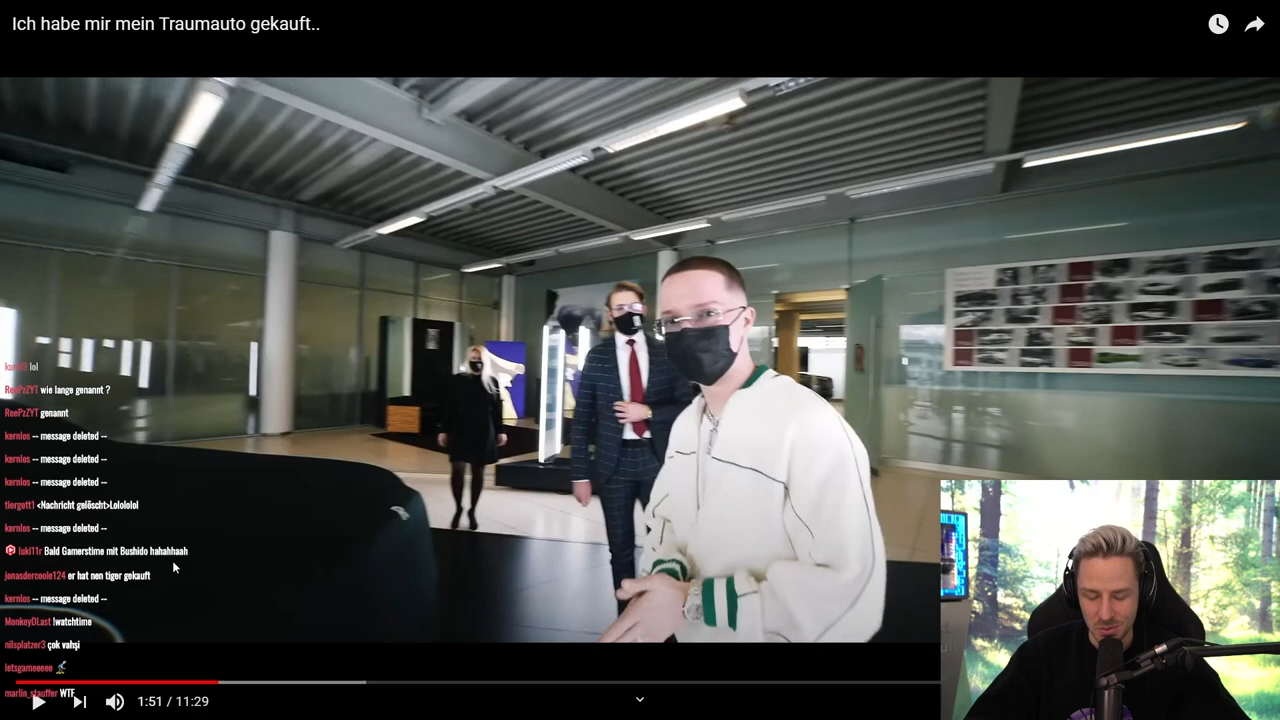 Ich habe mir mein Traumauto gekauft..
lol
ReePzZYT wie lange genannt ?
ReePzZYT genannt
kernlos -- message deleted --
kernlos -- message deleted --
kernlos -- message deleted --
tiergott1 <Nachricht gelöscht>Lolololol
kernlos -- message deleted --
luki11r Bald Gamerstime mit Bushido hahahhaah
jonasdercoole124 er hat nen tiger gekauft
kernlos -- message deleted --
MonkeyDLast !watchtime
nilsplatzer3 çok vahşi
letsgameeeee
marlin_stauffer WTF
1:51 / 11:29